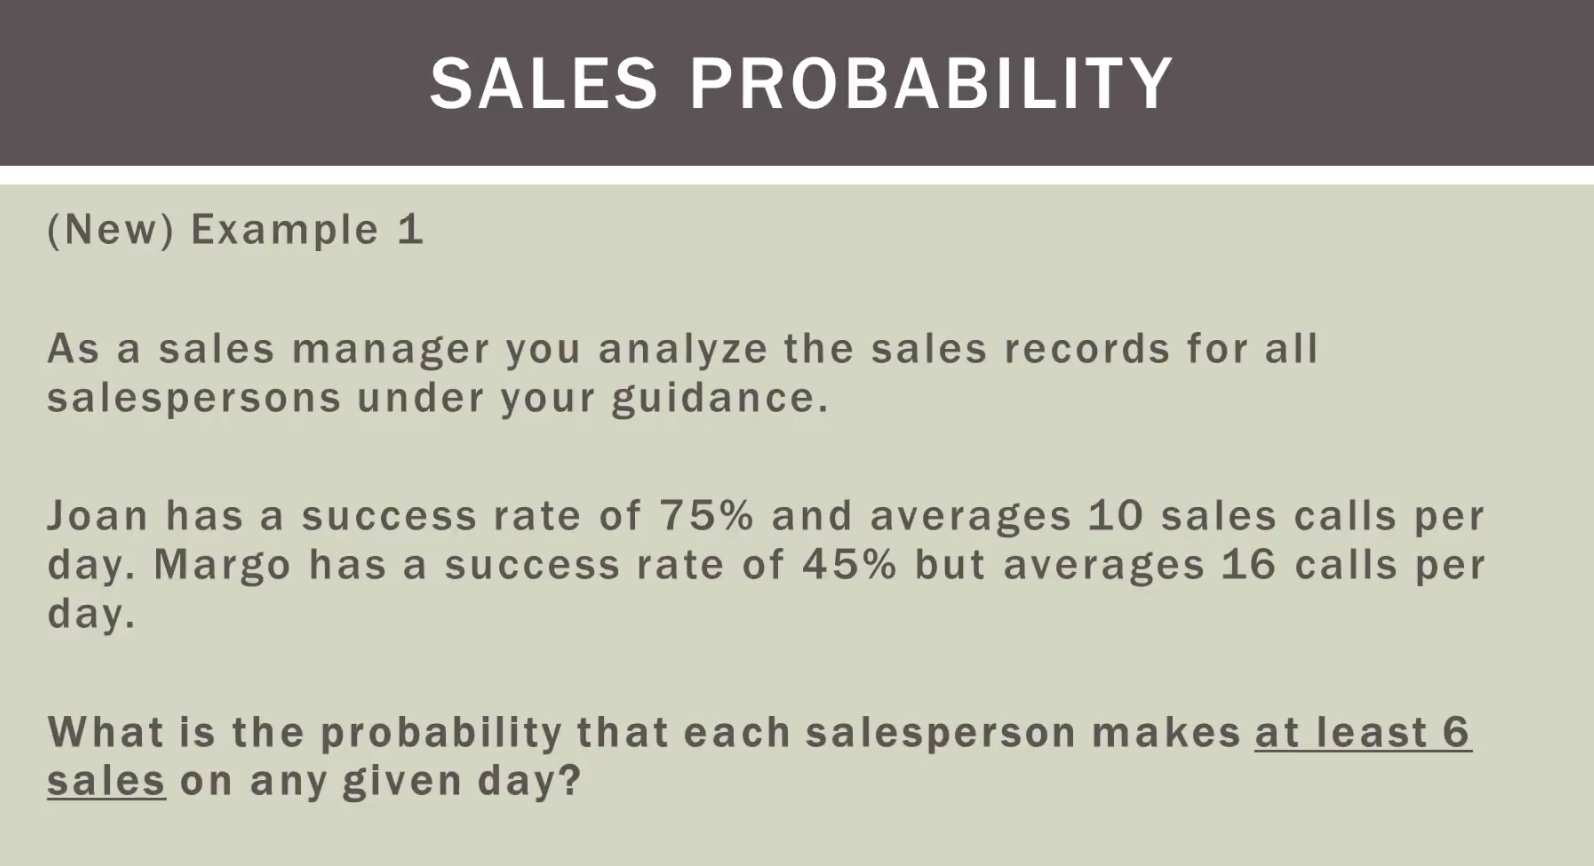 SALES PROBABILITY
(New) Example 1
As a sales manager you analyze the sales records for all
salespersons under your guidance.
Joan has a success rate of 75% and averages 10 sales calls per
day. Margo has a success rate of 45% but averages 16 calls per
day.
What is the probability that each salesperson makes at least 6
sales on any given day?